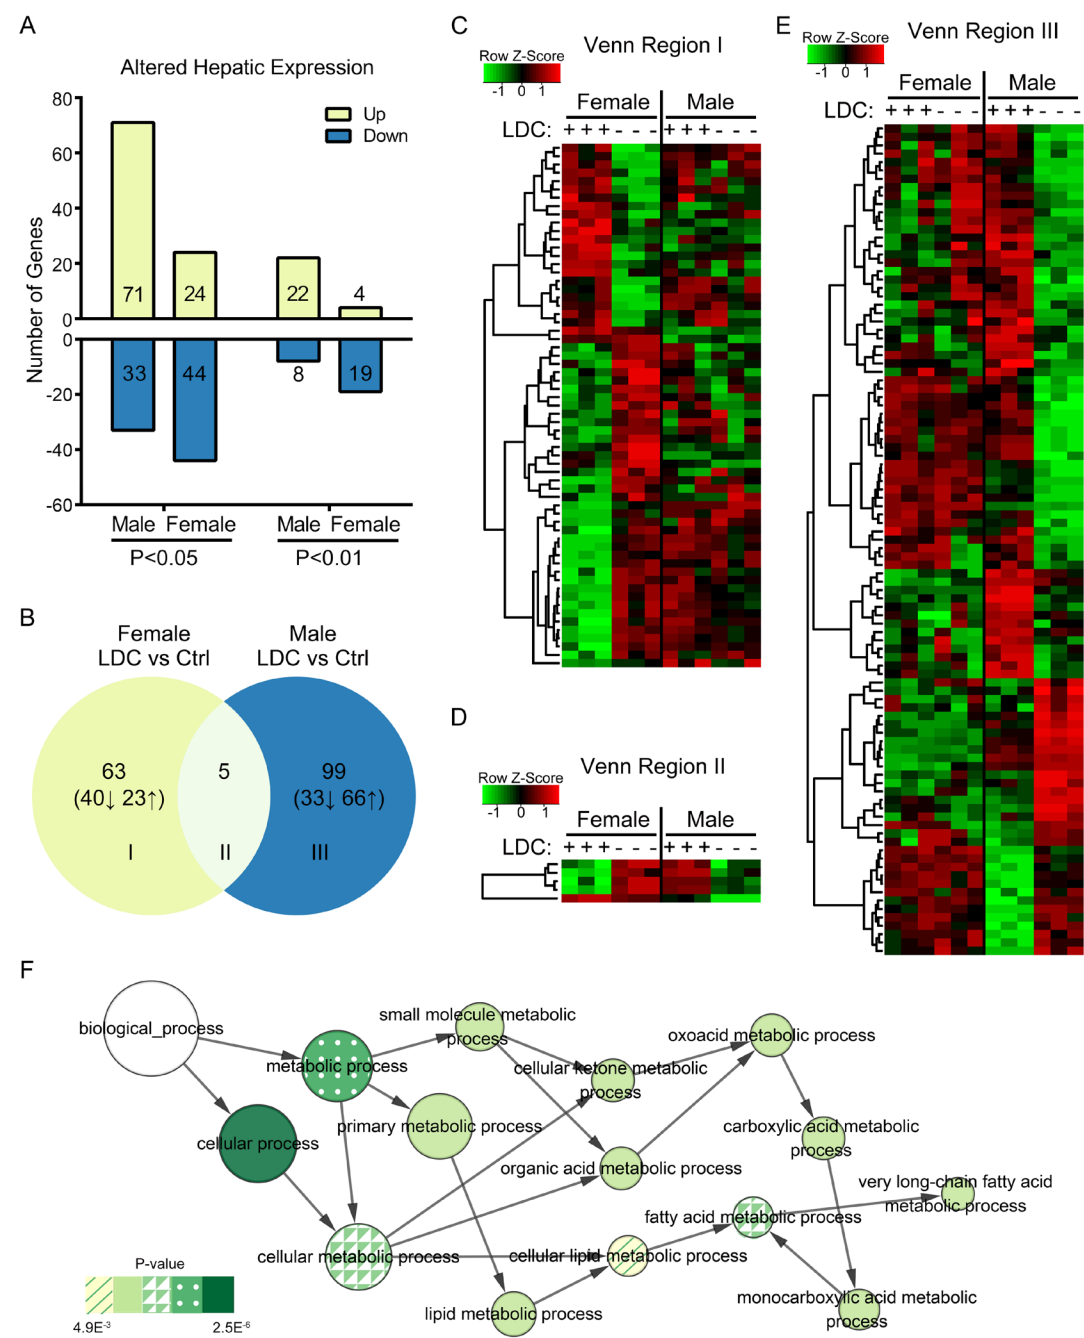 A
Altered Hepatic Expression
Up
Down
Number of Genes
80
60
40
20
0
0
-20
-40
-60
71
24
22
4
33
44
8
19
Male Female Male Female
P<0.05 P<0.01
B
Female
LDC vs Ctrl
Male
LDC vs Ctrl
63
(40↓ 23↑)
I
5
II
99
(33↓ 66↑)
III
C
Venn Region I
Row Z-Score
-1 0 1
Female Male
LDC: + + + - - - + + + - - -
D
Venn Region II
Row Z-Score
-1 0 1
Female Male
LDC: + + + - - - + + + - - -
E
Venn Region III
Row Z-Score
-1 0 1
Female Male
LDC: + + + - - - + + + - - -
F
biological_process
metabolic process
cellular process
small molecule metabolic
process
primary metabolic process
cellular ketone metabolic
process
oxoacid metabolic process
organic acid metabolic process
carboxylic acid metabolic
process
very long-chain fatty acid
metabolic process
fatty acid metabolic process
cellular metabolic process
cellular lipid metabolic process
lipid metabolic process
monocarboxylic acid metabolic
process
P-value
4.9E⁻³ 2.5E⁻⁶